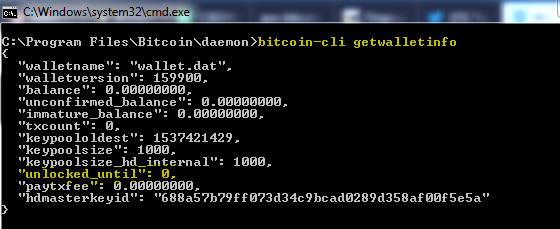 C:\Windows\system32\cmd.exe
C:\Program Files\Bitcoin\daemon>bitcoin-cli getwalletinfo
{
"walletname": "wallet.dat",
"walletversion": 159900,
"balance": 0.00000000,
"unconfirmed_balance": 0.00000000,
"immature_balance": 0.00000000,
"txcount": 0,
"keypoololdest": 1537421429,
"keypoolsize": 1000,
"keypoolsize_hd_internal": 1000,
"unlocked_until": 0,
"paytxfee": 0.00000000,
"hdmasterkeyid": "688a57b79ff073d34c9bcad0289d358af00f5e5a"
}